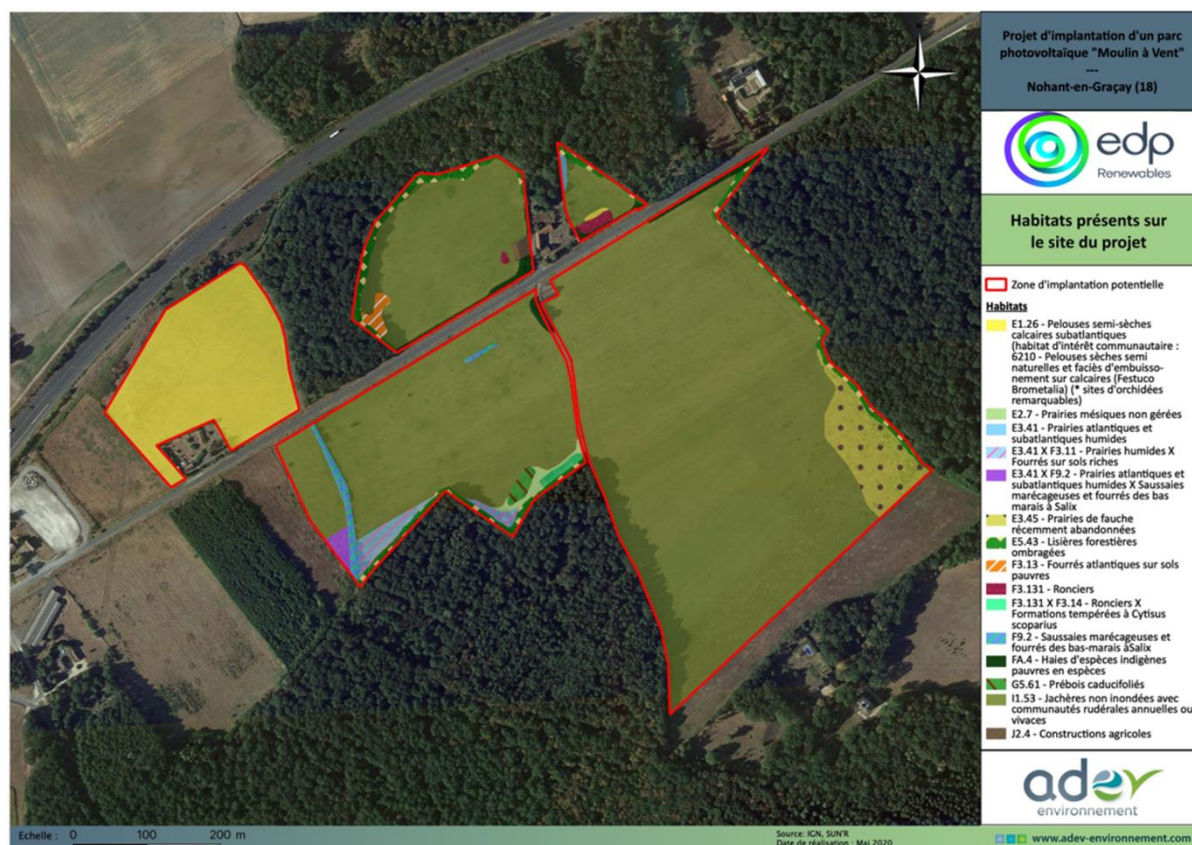 Projet d'implantation d'un parc
photovoltaïque "Moulin à Vent"
---
Nohant-en-Graçay (18)
edp
Renewables
Habitats présents sur
le site du projet
Zone d'implantation potentielle
Habitats
E1.26 - Pelouses semi-sèches
calcaires subatlantiques
(habitat d'intérêt communautaire :
6210 - Pelouses sèches semi
naturelles et faciès d'embuisso-
nement sur calcaires (Festuco
Brometalia) (* sites d'orchidées
remarquables)
E2.7 - Prairies mésiques non gérées
E3.41 - Prairies atlantiques et
subatlantiques humides
E3.41 X F3.11 - Prairies humides X
Fourrés sur sols riches
E3.41 X F9.2 - Prairies atlantiques et
subatlantiques humides X Saussaies
marécageuses et fourrés des bas
marais à Salix
E3.45 - Prairies de fauche
récemment abandonnées
E5.43 - Lisières forestières
ombragées
F3.13 - Fourrés atlantiques sur sols
pauvres
F3.131 - Ronciers
F3.131 X F3.14 - Ronciers X
Formations tempérées à Cytisus
scoparius
F9.2 - Saussaies marécageuses et
fourrés des bas-marais àSalix
FA.4 - Haies d'espèces indigènes
pauvres en espèces
G5.61 - Prébois caducifoliés
I1.53 - Jachères non inondées avec
communautés rudérales annuelles ou
vivaces
J2.4 - Constructions agricoles
adev
environnement
Echelle : 0 100 200 m
Source: IGN, SUN'R
Date de réalisation : Mai 2020
www.adev-environnement.com